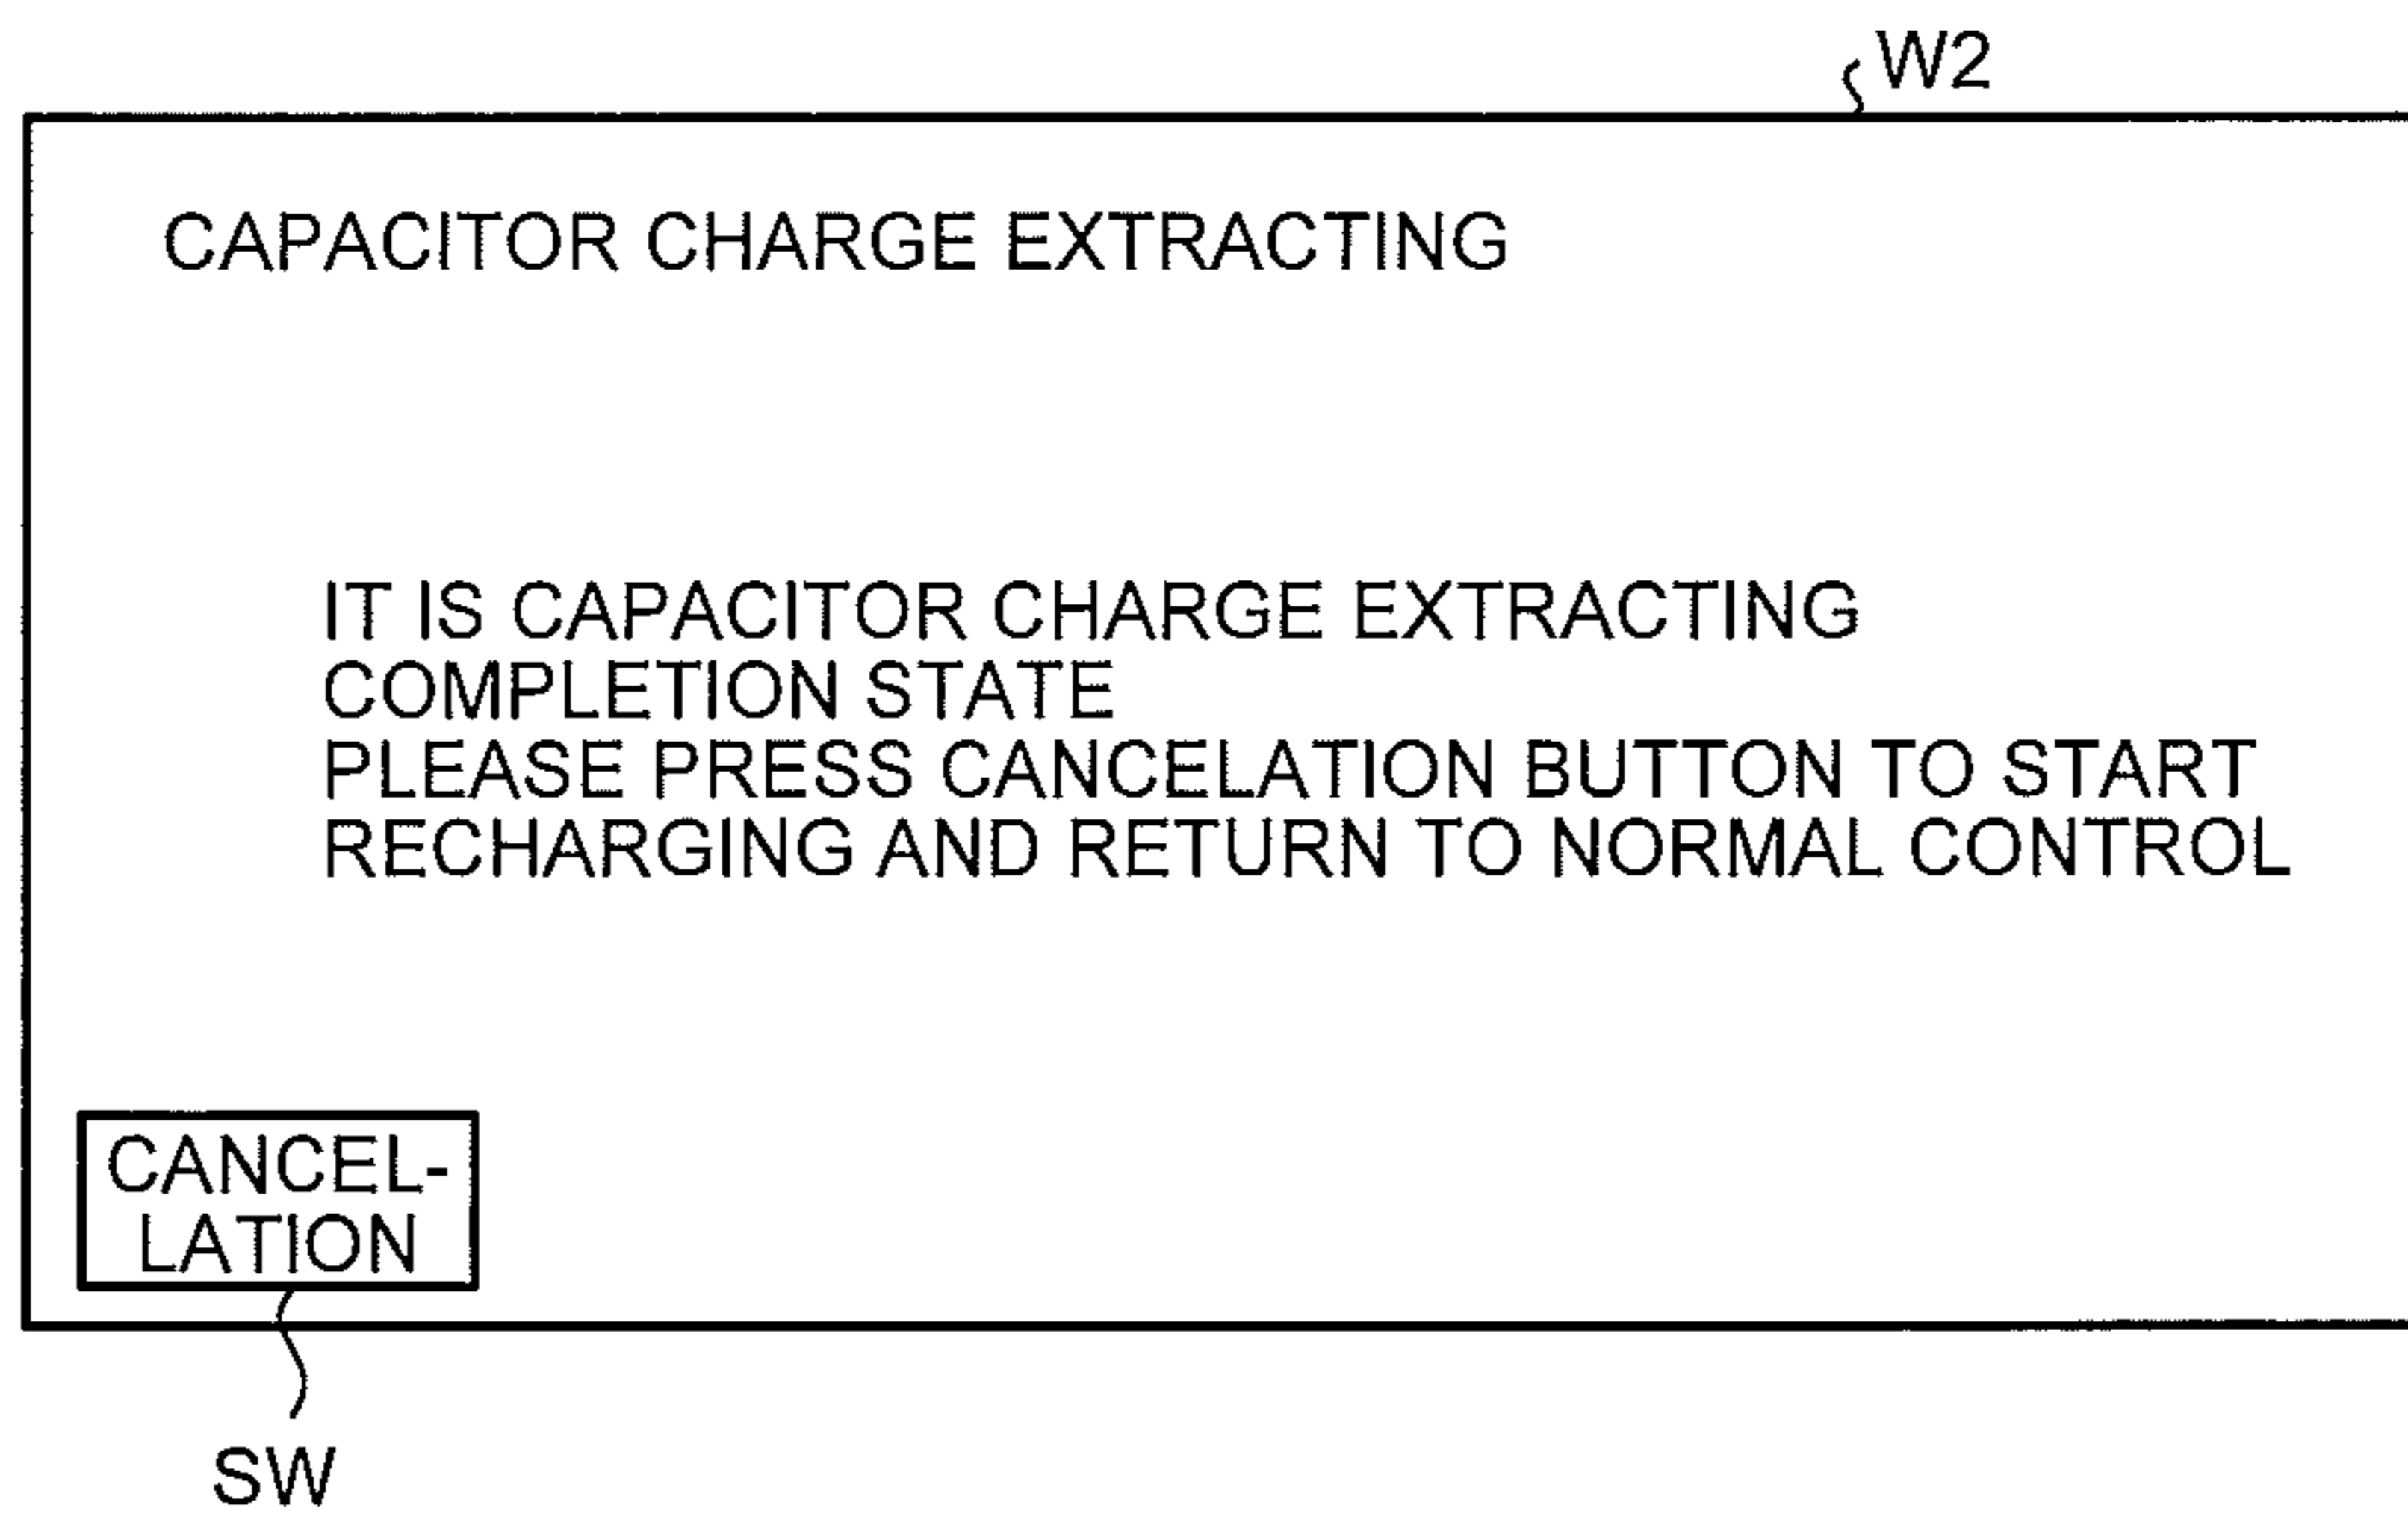 W2
CAPACITOR CHARGE EXTRACTING
IT IS CAPACITOR CHARGE EXTRACTING
COMPLETION STATE
PLEASE PRESS CANCELATION BUTTON TO START
RECHARGING AND RETURN TO NORMAL CONTROL
CANCEL-
LATION
SW